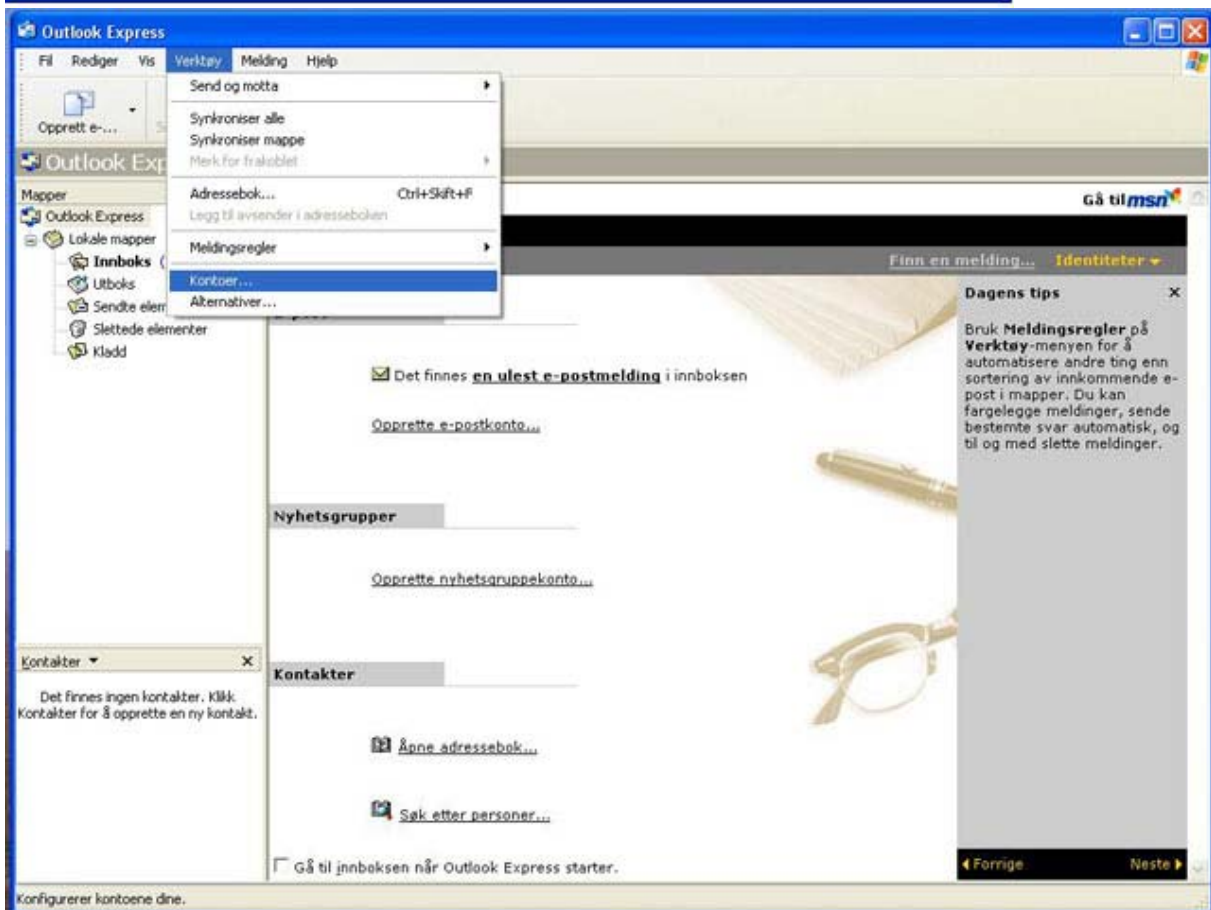 Outlook Express
Fil Rediger Vis Verktøy Melding Hjelp
Opprett e-...
Send og motta
Synkroniser alle
Synkroniser mappe
Merk for frakoblet
Adressebok... Ctrl+Skift+F
Legg til avsender i adresseboken
Meldingsregler
Kontoer...
Alternativer...
Outlook Exp
Mapper
Outlook Express
Lokale mapper
Innboks (
Utboks
Sendte elem
Slettede elementer
Kladd
Gå til msn
Finn en melding... Identiteter
Det finnes en ulest e-postmelding i innboksen
Opprette e-postkonto...
Nyhetsgrupper
Opprette nyhetsgruppekonto...
Kontakter
Åpne adressebok...
Søk etter personer...
Gå til innboksen når Outlook Express starter.
Dagens tips x
Bruk Meldingsregler på
Verktøy-menyen for å
automatisere andre ting enn
sortering av innkommende e-
post i mapper. Du kan
fargelegge meldinger, sende
bestemte svar automatisk, og
til og med slette meldinger.
Forrige Neste
Kontakter x
Det finnes ingen kontakter. Klikk
Kontakter for å opprette en ny kontakt.
Konfigurerer kontoene dine.